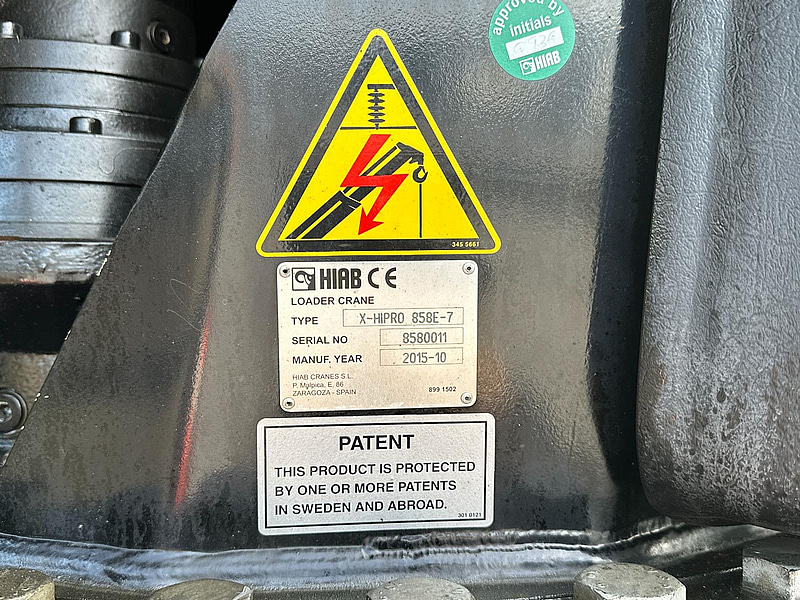 approved by
initials
HIAB
345 5661
HIAB CE
LOADER CRANE
TYPE X-HIPRO 858E-7
SERIAL NO 8580011
MANUF. YEAR 2015-10
HIAB CRANES S.L.
P. Malpica, E, 86
ZARAGOZA - SPAIN
899 1502
PATENT
THIS PRODUCT IS PROTECTED
BY ONE OR MORE PATENTS
IN SWEDEN AND ABROAD.
301 0121